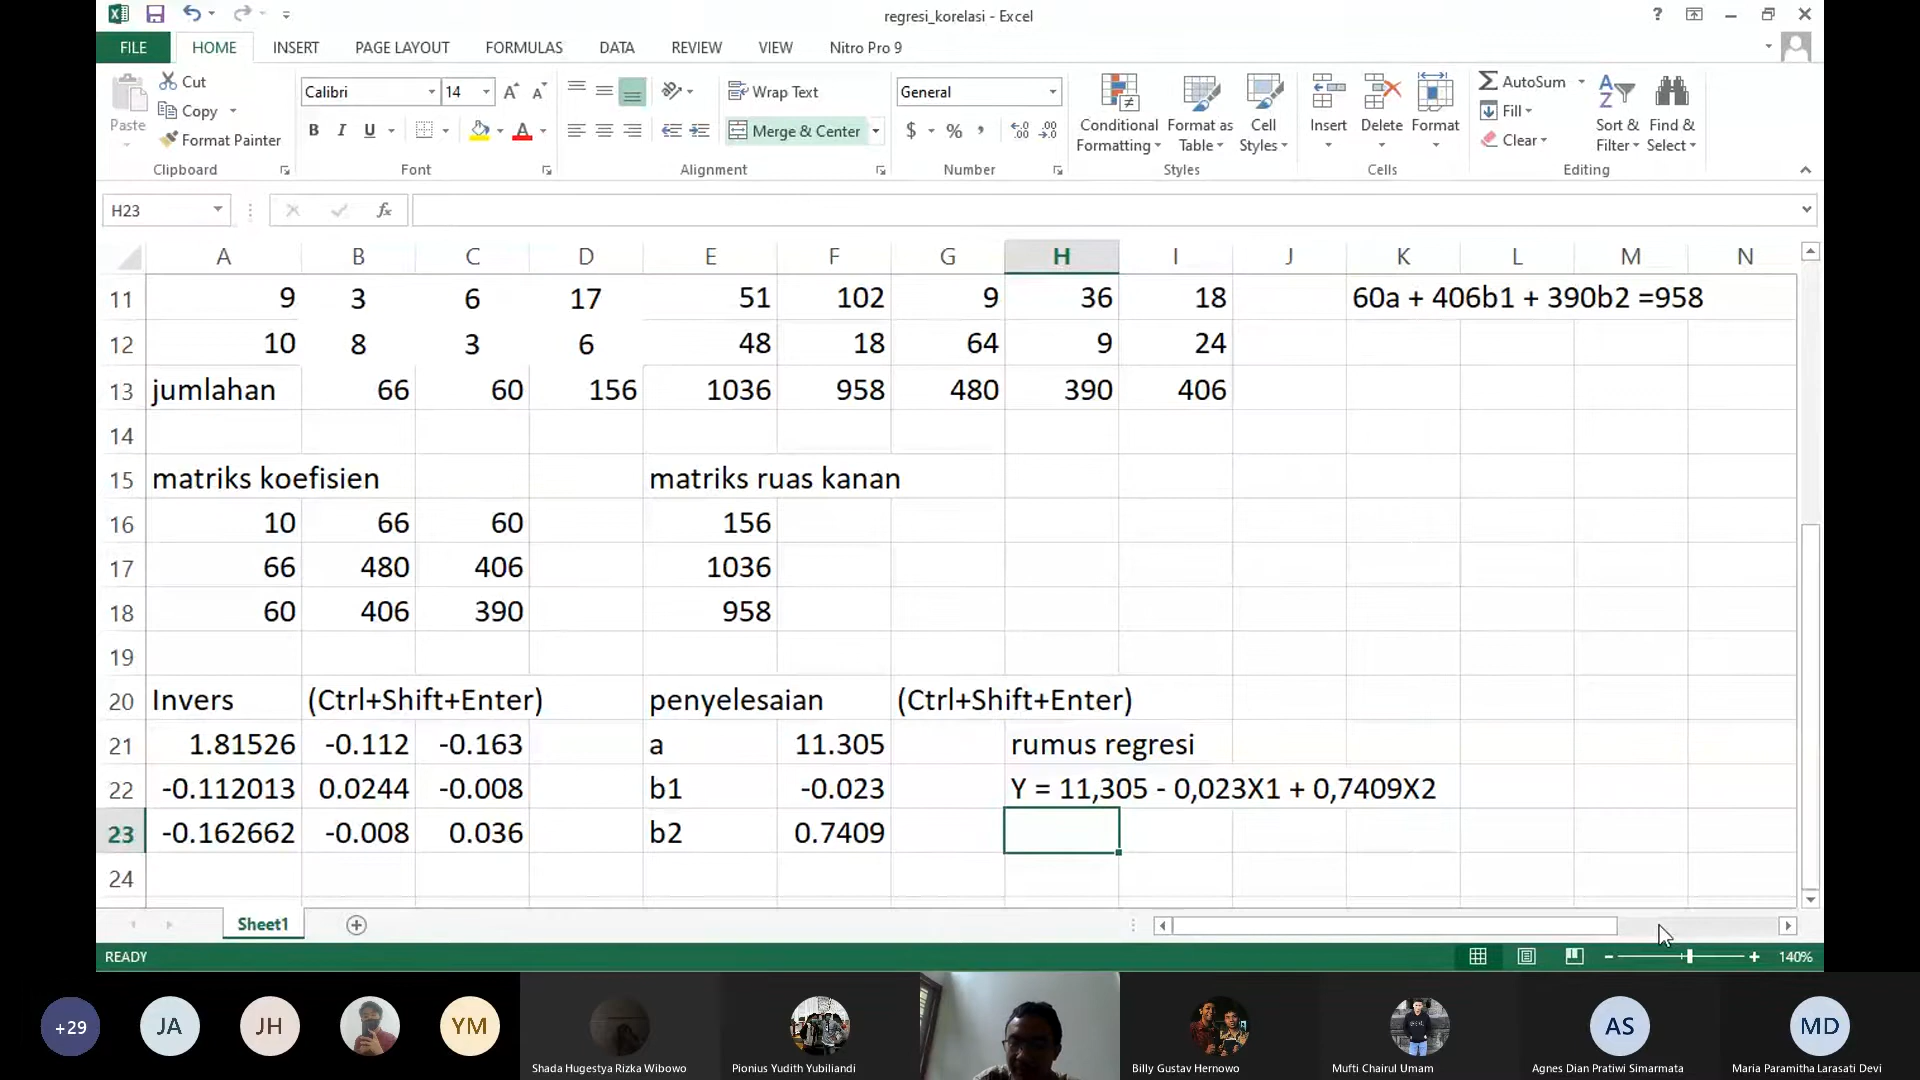 regresi_korelasi - Excel
FILE HOME INSERT PAGE LAYOUT FORMULAS DATA REVIEW VIEW Nitro Pro 9
Paste
Cut
Copy
Format Painter
Clipboard
Calibri 14
B I U
Font
Wrap Text
Merge & Center
Alignment
General
$ % ,
Number
Conditional Formatting
Format as Table
Cell Styles
Styles
Insert Delete Format
Cells
AutoSum
Fill
Clear
Sort & Filter
Find & Select
Editing
H23 fx
A B C D E F G H I J K L M N
11 9 3 6 17 51 102 9 36 18 60a + 406b1 + 390b2 =958
12 10 8 3 6 48 18 64 9 24
13 jumlahan 66 60 156 1036 958 480 390 406
14
15 matriks koefisien matriks ruas kanan
16 10 66 60 156
17 66 480 406 1036
18 60 406 390 958
19
20 Invers (Ctrl+Shift+Enter) penyelesaian (Ctrl+Shift+Enter)
21 1.81526 -0.112 -0.163 a 11.305 rumus regresi
22 -0.112013 0.0244 -0.008 b1 -0.023 Y = 11,305 - 0,023X1 + 0,7409X2
23 -0.162662 -0.008 0.036 b2 0.7409
24
Sheet1
READY 140%
+29 JA JH YM AS MD
Shada Hugestya Rizka Wibowo Pionius Yudith Yubiliandi Billy Gustav Hernowo Mufti Chairul Umam Agnes Dian Pratiwi Simarmata Maria Paramitha Larasati Devi